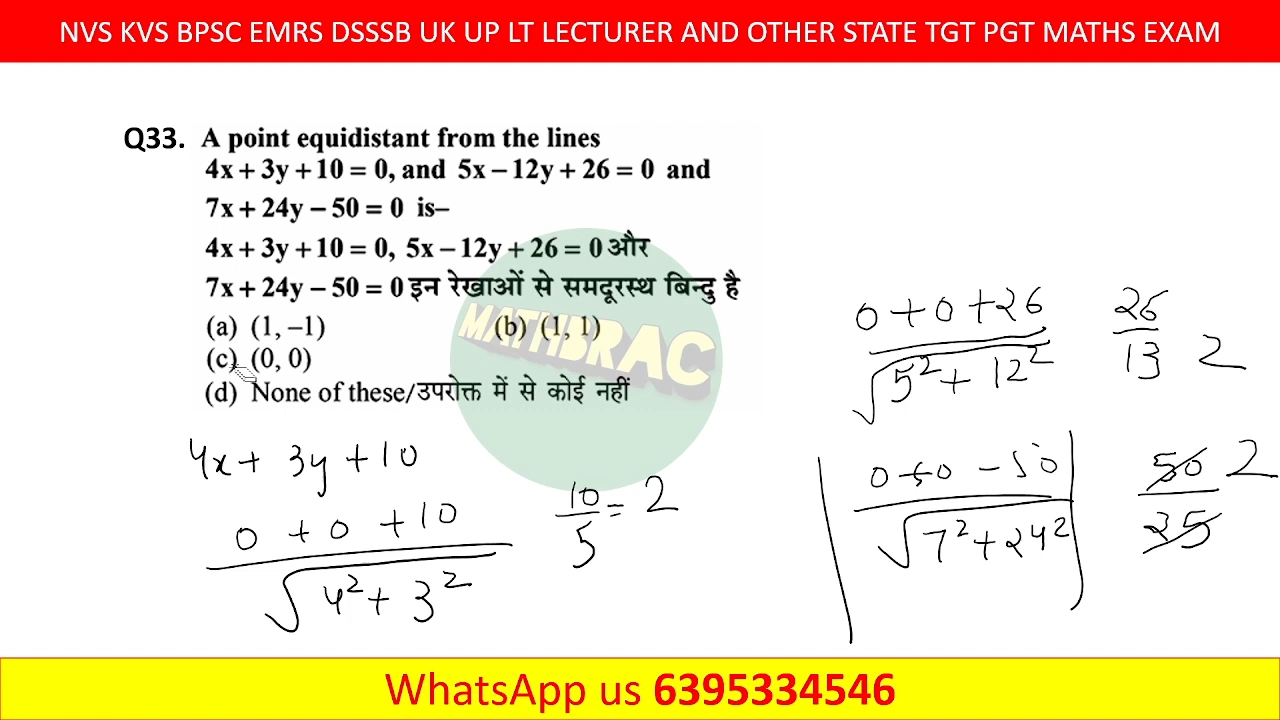 NVS KVS BPSC EMRS DSSSB UK UP LT LECTURER AND OTHER STATE TGT PGT MATHS EXAM
Q33. A point equidistant from the lines
4x + 3y + 10 = 0, and 5x – 12y + 26 = 0 and
7x + 24y – 50 = 0 is–
4x + 3y + 10 = 0, 5x – 12y + 26 = 0 और
7x + 24y – 50 = 0 इन रेखाओं से समदूरस्थ बिन्दु है
(a) (1, –1) (b) (1, 1)
(c) (0, 0)
(d) None of these/उपरोक्त में से कोई नहीं
MATHBRAC
4x + 3y + 10
0 + 0 + 10
√4² + 3²
10
5
= 2
0 + 0 + 26
√5² + 12²
26
13
2
0 + 0 - 50
√7² + 24²
50
25
2
WhatsApp us 6395334546